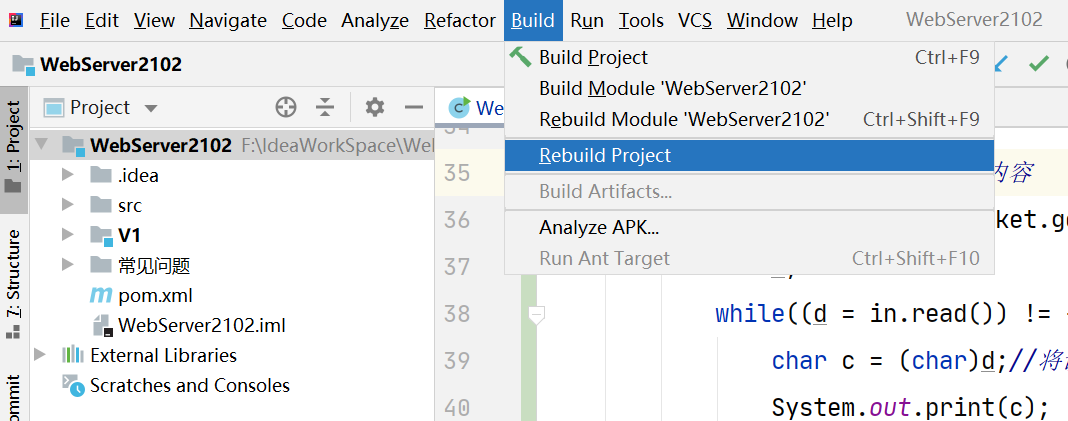 File Edit View Navigate Code Analyze Refactor Build Run Tools VCS Window Help WebServer2102
WebServer2102
Build Project Ctrl+F9
Build Module 'WebServer2102'
Rebuild Module 'WebServer2102' Ctrl+Shift+F9
Rebuild Project
Build Artifacts...
Analyze APK...
Run Ant Target Ctrl+Shift+F10
1: Project
7: Structure
ommit
Project
WebServer2102 F:\IdeaWorkSpace\We
.idea
src
V1
常见问题
pom.xml
WebServer2102.iml
External Libraries
Scratches and Consoles
We
35 内容
36 ket.g
37
38 while((d = in.read()) !=
39 char c = (char)d;//将
40 System.out.print(c);